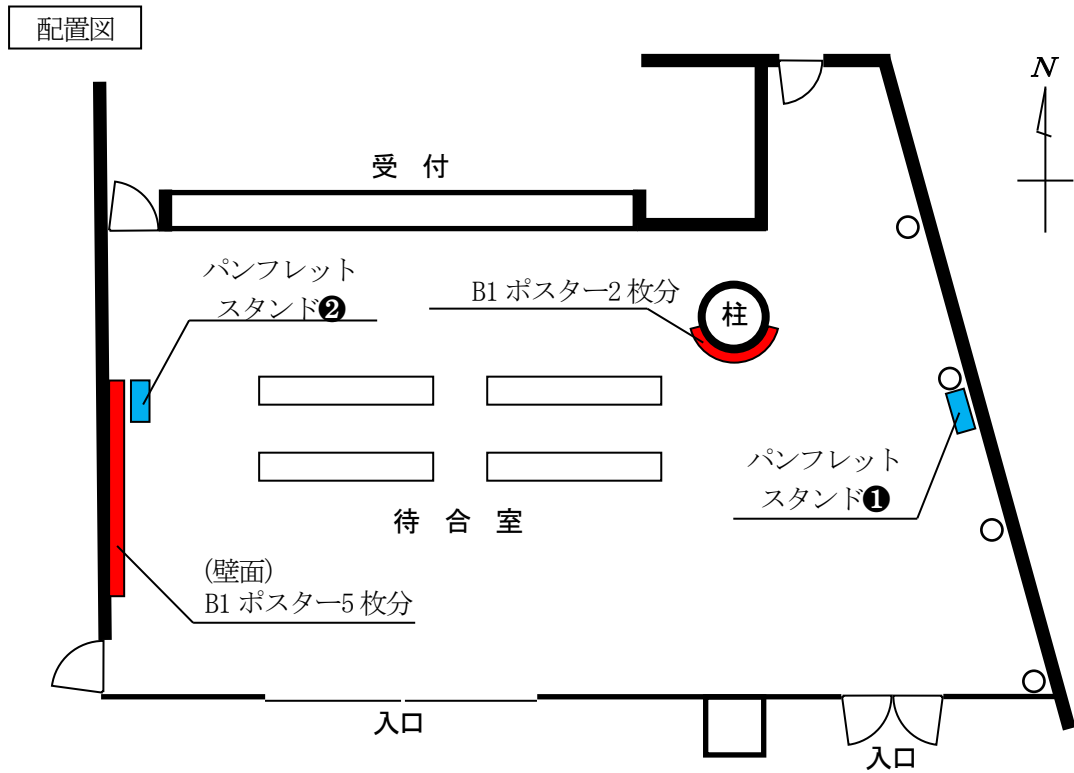 配置図
N
受 付
パンフレット
スタンド❷
B1 ポスター2 枚分
柱
パンフレット
スタンド❶
待 合 室
(壁面)
B1 ポスター5 枚分
入口
入口